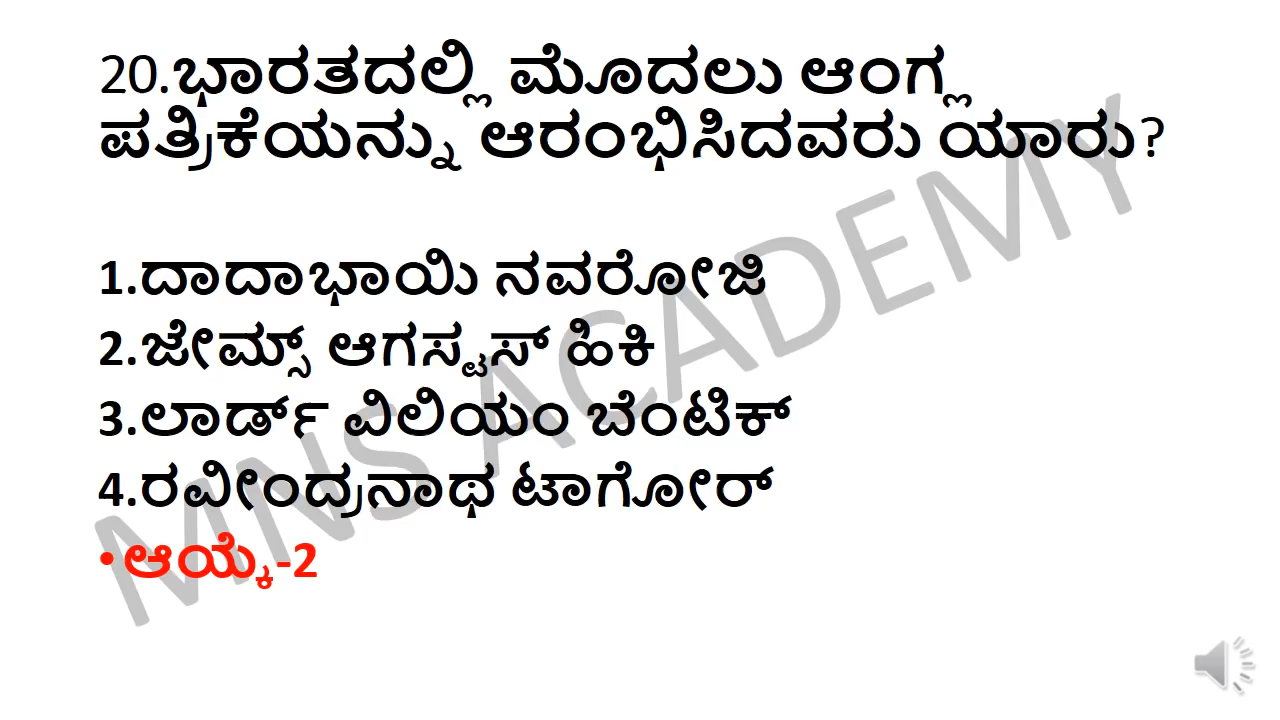 20.ಭಾರತದಲ್ಲಿ ಮೊದಲು ಆಂಗ್ಲ
ಪತ್ರಿಕೆಯನ್ನು ಆರಂಭಿಸಿದವರು ಯಾರು?
1.ದಾದಾಭಾಯಿ ನವರೋಜಿ
2.ಜೇಮ್ಸ್ ಆಗಸ್ಟಸ್ ಹಿಕಿ
3.ಲಾರ್ಡ್ ವಿಲಿಯಂ ಬೆಂಟಿಕ್
4.ರವೀಂದ್ರನಾಥ ಟಾಗೋರ್
•ಆಯ್ಕೆ-2
MNS ACADEMY